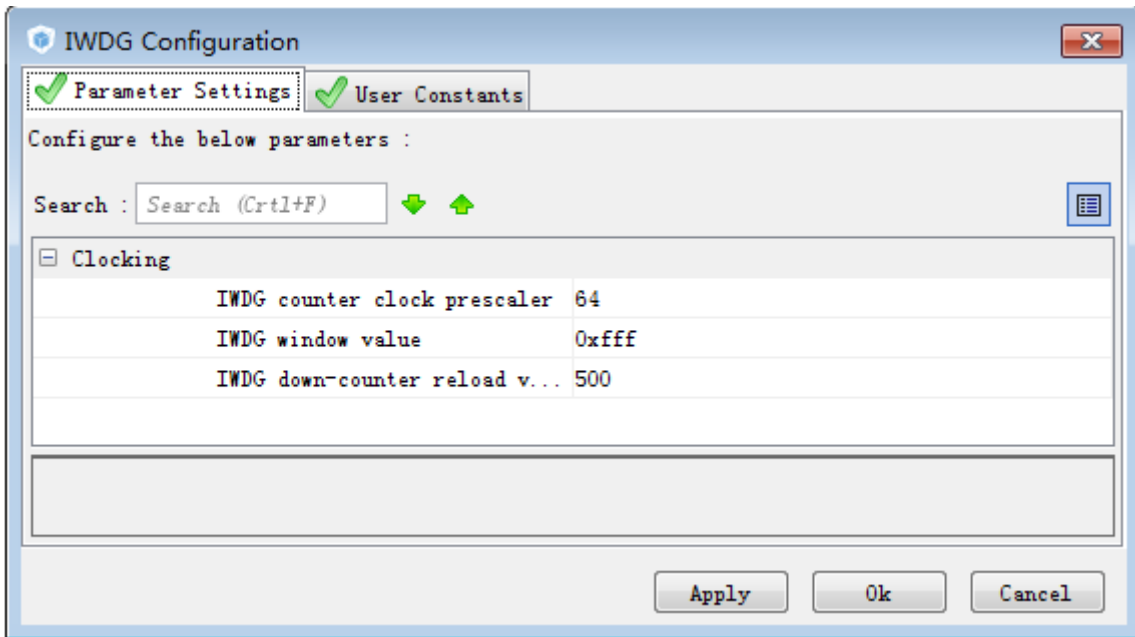 IWDG Configuration
Parameter Settings User Constants
Configure the below parameters :
Search : Search (Crtl+F)
Clocking
IWDG counter clock prescaler 64
IWDG window value 0xfff
IWDG down-counter reload v... 500
Apply Ok Cancel